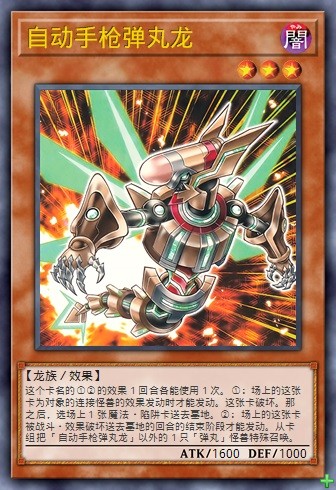 自动手枪弹丸龙
闇
【龙族／效果】
这个卡名的①②的效果1回合各能使用1次。①：场上的这张
卡为对象的连接怪兽的效果发动时才能发动。这张卡破坏。那
之后，选场上1张魔法·陷阱卡送去墓地。②：场上的这张卡
被战斗·效果破坏送去墓地的回合的结束阶段才能发动。从卡
组把「自动手枪弹丸龙」以外的1只「弹丸」怪兽特殊召唤。
ATK/1600 DEF/1000